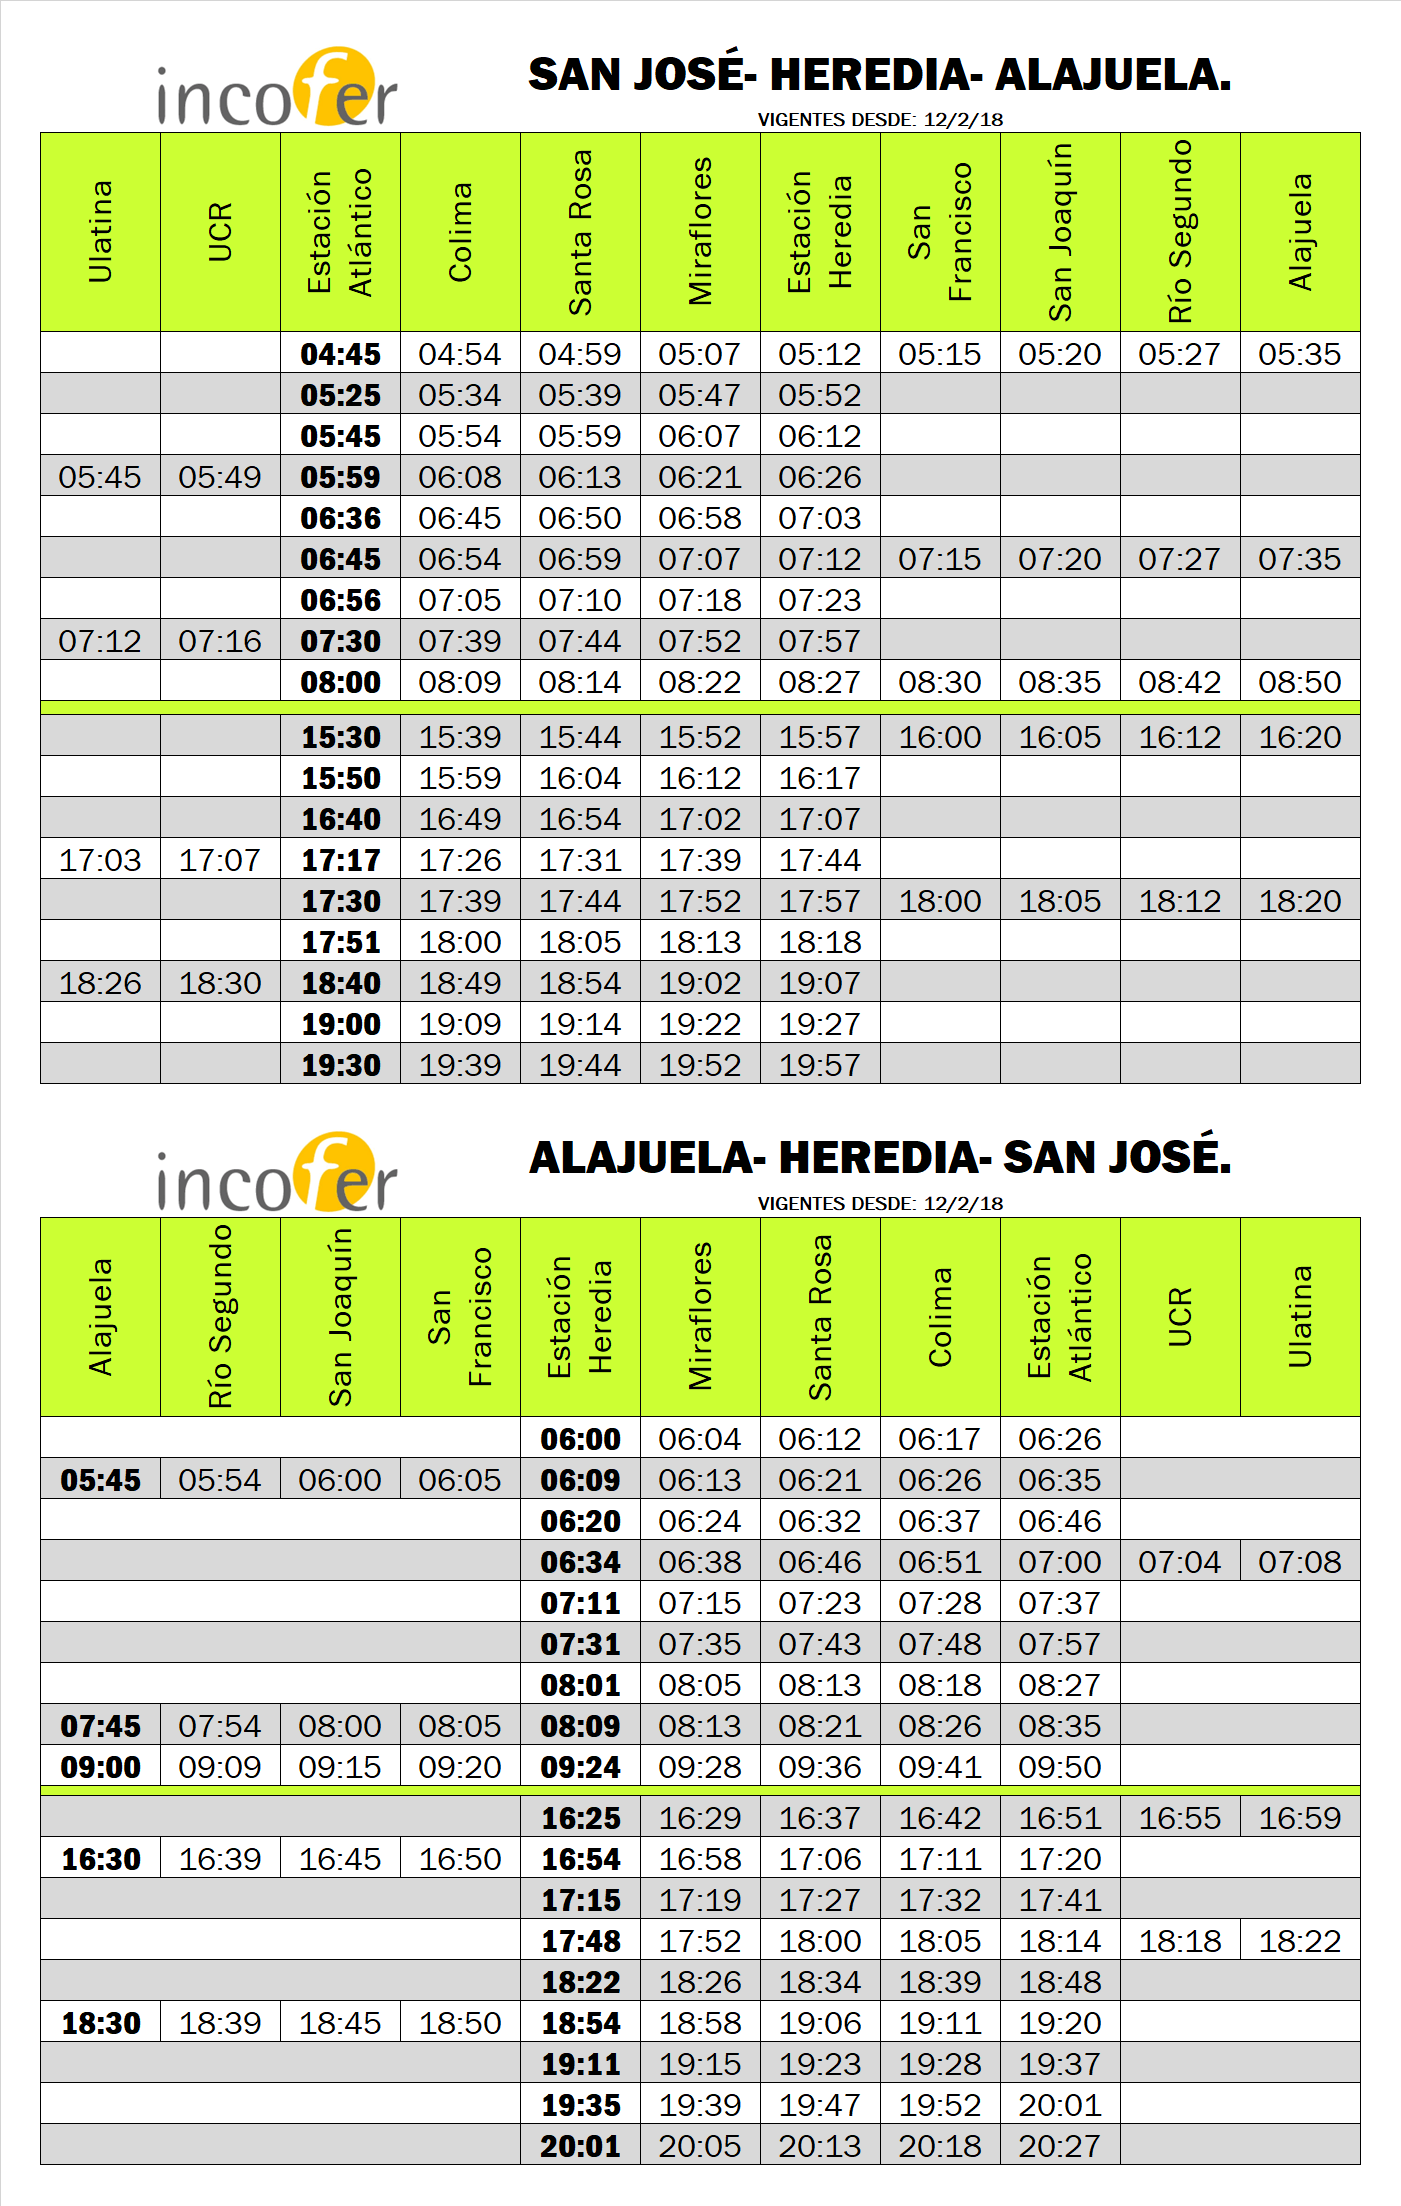 incofer
SAN JOSÉ- HEREDIA- ALAJUELA.
VIGENTES DESDE: 12/2/18
Ulatina UCR Estación Atlántico Colima Santa Rosa Miraflores Estación Heredia San Francisco San Joaquín Río Segundo Alajuela
04:45 04:54 04:59 05:07 05:12 05:15 05:20 05:27 05:35
05:25 05:34 05:39 05:47 05:52
05:45 05:54 05:59 06:07 06:12
05:45 05:49 05:59 06:08 06:13 06:21 06:26
06:36 06:45 06:50 06:58 07:03
06:45 06:54 06:59 07:07 07:12 07:15 07:20 07:27 07:35
06:56 07:05 07:10 07:18 07:23
07:12 07:16 07:30 07:39 07:44 07:52 07:57
08:00 08:09 08:14 08:22 08:27 08:30 08:35 08:42 08:50
15:30 15:39 15:44 15:52 15:57 16:00 16:05 16:12 16:20
15:50 15:59 16:04 16:12 16:17
16:40 16:49 16:54 17:02 17:07
17:03 17:07 17:17 17:26 17:31 17:39 17:44
17:30 17:39 17:44 17:52 17:57 18:00 18:05 18:12 18:20
17:51 18:00 18:05 18:13 18:18
18:26 18:30 18:40 18:49 18:54 19:02 19:07
19:00 19:09 19:14 19:22 19:27
19:30 19:39 19:44 19:52 19:57
incofer
ALAJUELA- HEREDIA- SAN JOSÉ.
VIGENTES DESDE: 12/2/18
Alajuela Río Segundo San Joaquín San Francisco Estación Heredia Miraflores Santa Rosa Colima Estación Atlántico UCR Ulatina
06:00 06:04 06:12 06:17 06:26
05:45 05:54 06:00 06:05 06:09 06:13 06:21 06:26 06:35
06:20 06:24 06:32 06:37 06:46
06:34 06:38 06:46 06:51 07:00 07:04 07:08
07:11 07:15 07:23 07:28 07:37
07:31 07:35 07:43 07:48 07:57
08:01 08:05 08:13 08:18 08:27
07:45 07:54 08:00 08:05 08:09 08:13 08:21 08:26 08:35
09:00 09:09 09:15 09:20 09:24 09:28 09:36 09:41 09:50
16:25 16:29 16:37 16:42 16:51 16:55 16:59
16:30 16:39 16:45 16:50 16:54 16:58 17:06 17:11 17:20
17:15 17:19 17:27 17:32 17:41
17:48 17:52 18:00 18:05 18:14 18:18 18:22
18:22 18:26 18:34 18:39 18:48
18:30 18:39 18:45 18:50 18:54 18:58 19:06 19:11 19:20
19:11 19:15 19:23 19:28 19:37
19:35 19:39 19:47 19:52 20:01
20:01 20:05 20:13 20:18 20:27